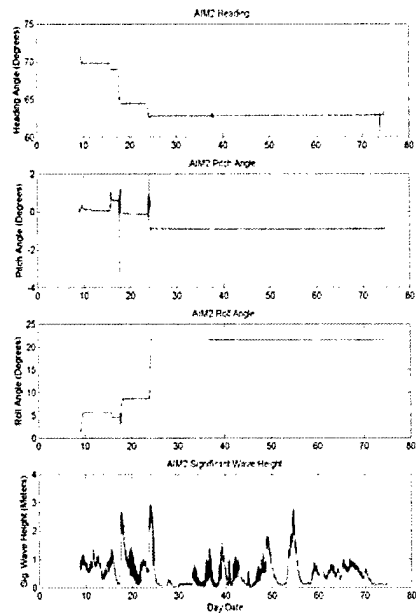 AIM2 Heading
Heading Angle (Degrees)
75
70
65
60
0 10 20 30 40 50 60 70 80
AIM2 Pitch Angle
Pitch Angle (Degrees)
2
0
-2
-4
0 10 20 30 40 50 60 70 80
AIM2 Roll Angle
Roll Angle (Degrees)
25
20
15
10
5
0
0 10 20 30 40 50 60 70 80
AIM2 Significant Wave Height
Sig. Wave Height (Meters)
4
3
2
1
0
0 10 20 30 40 50 60 70 80
Day Date